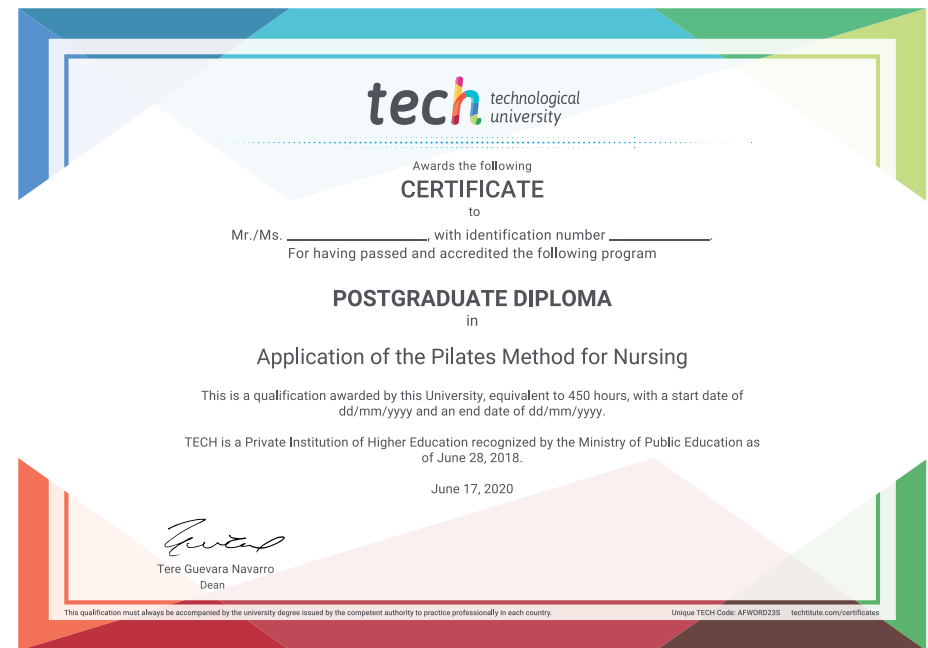 tech technological
university
Awards the following
CERTIFICATE
to
Mr./Ms. ____________, with identification number ____________.
For having passed and accredited the following program
POSTGRADUATE DIPLOMA
in
Application of the Pilates Method for Nursing
This is a qualification awarded by this University, equivalent to 450 hours, with a start date of
dd/mm/yyyy and an end date of dd/mm/yyyy.
TECH is a Private Institution of Higher Education recognized by the Ministry of Public Education as
of June 28, 2018.
June 17, 2020
Tere Guevara Navarro
Dean
This qualification must always be accompanied by the university degree issued by the competent authority to practice professionally in each country. Unique TECH Code: AFWORD23S techtitute.com/certificates